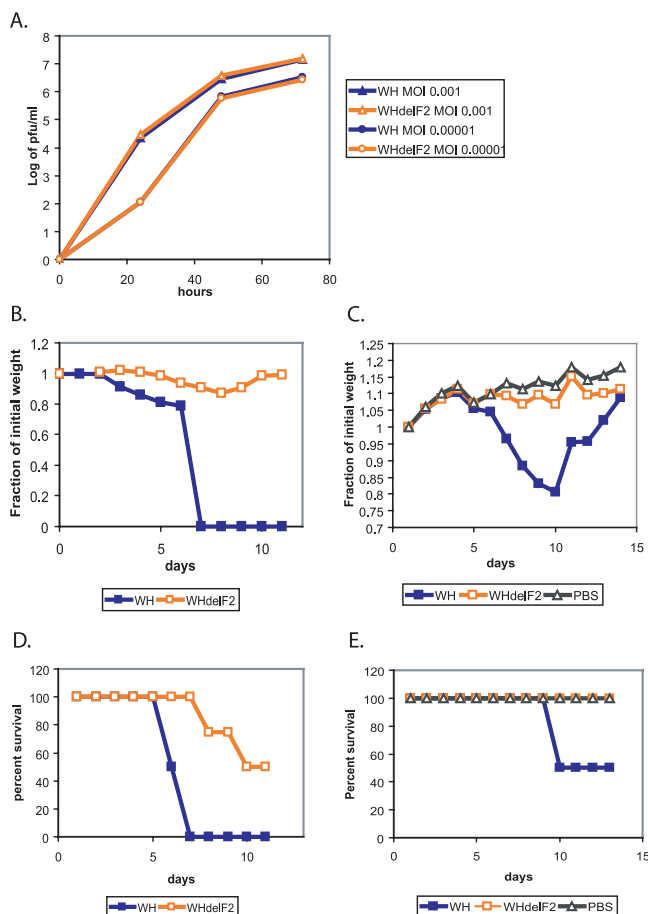 A.
8
7
6
5
4
3
2
1
0
Log of pfu/ml
0 20 40 60 80
hours
WH MOI 0.001
WHdelF2 MOI 0.001
WH MOI 0.00001
WHdelF2 MOI 0.00001
B.
1.2
1
0.8
0.6
0.4
0.2
0
Fraction of initial weight
0 5 10
days
WH WHdelF2
C.
1.25
1.2
1.15
1.1
1.05
1
0.95
0.9
0.85
0.8
0.75
0.7
Fraction of initial weight
0 5 10 15
days
WH WHdelF2 PBS
D.
120
100
80
60
40
20
0
percent survival
0 5 10
days
WH WHdelF2
E.
120
100
80
60
40
20
0
Percent survival
0 5 10 15
days
WH WHdelF2 PBS